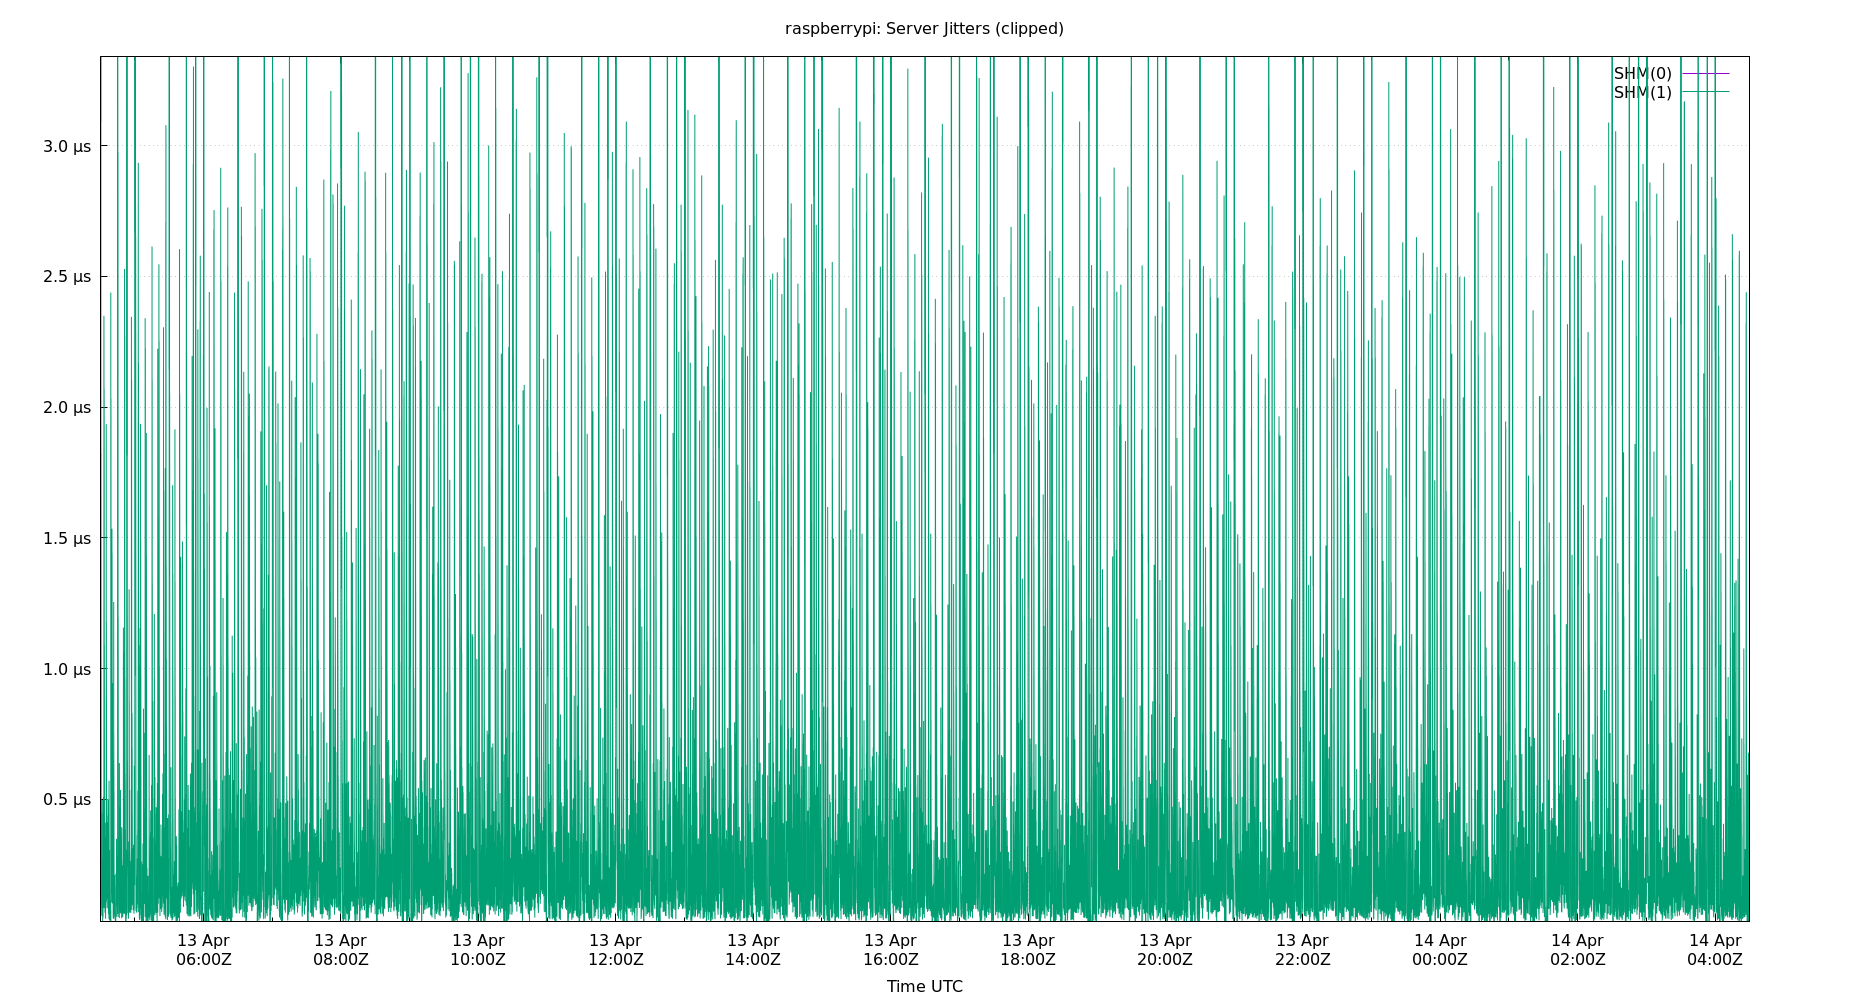 raspberrypi: Server Jitters (clipped)
SHM(0)
SHM(1)
3.0 µs
2.5 µs
2.0 µs
1.5 µs
1.0 µs
0.5 µs
13 Apr 13 Apr 13 Apr 13 Apr 13 Apr 13 Apr 13 Apr 13 Apr 13 Apr 14 Apr 14 Apr 14 Apr
06:00Z 08:00Z 10:00Z 12:00Z 14:00Z 16:00Z 18:00Z 20:00Z 22:00Z 00:00Z 02:00Z 04:00Z
Time UTC